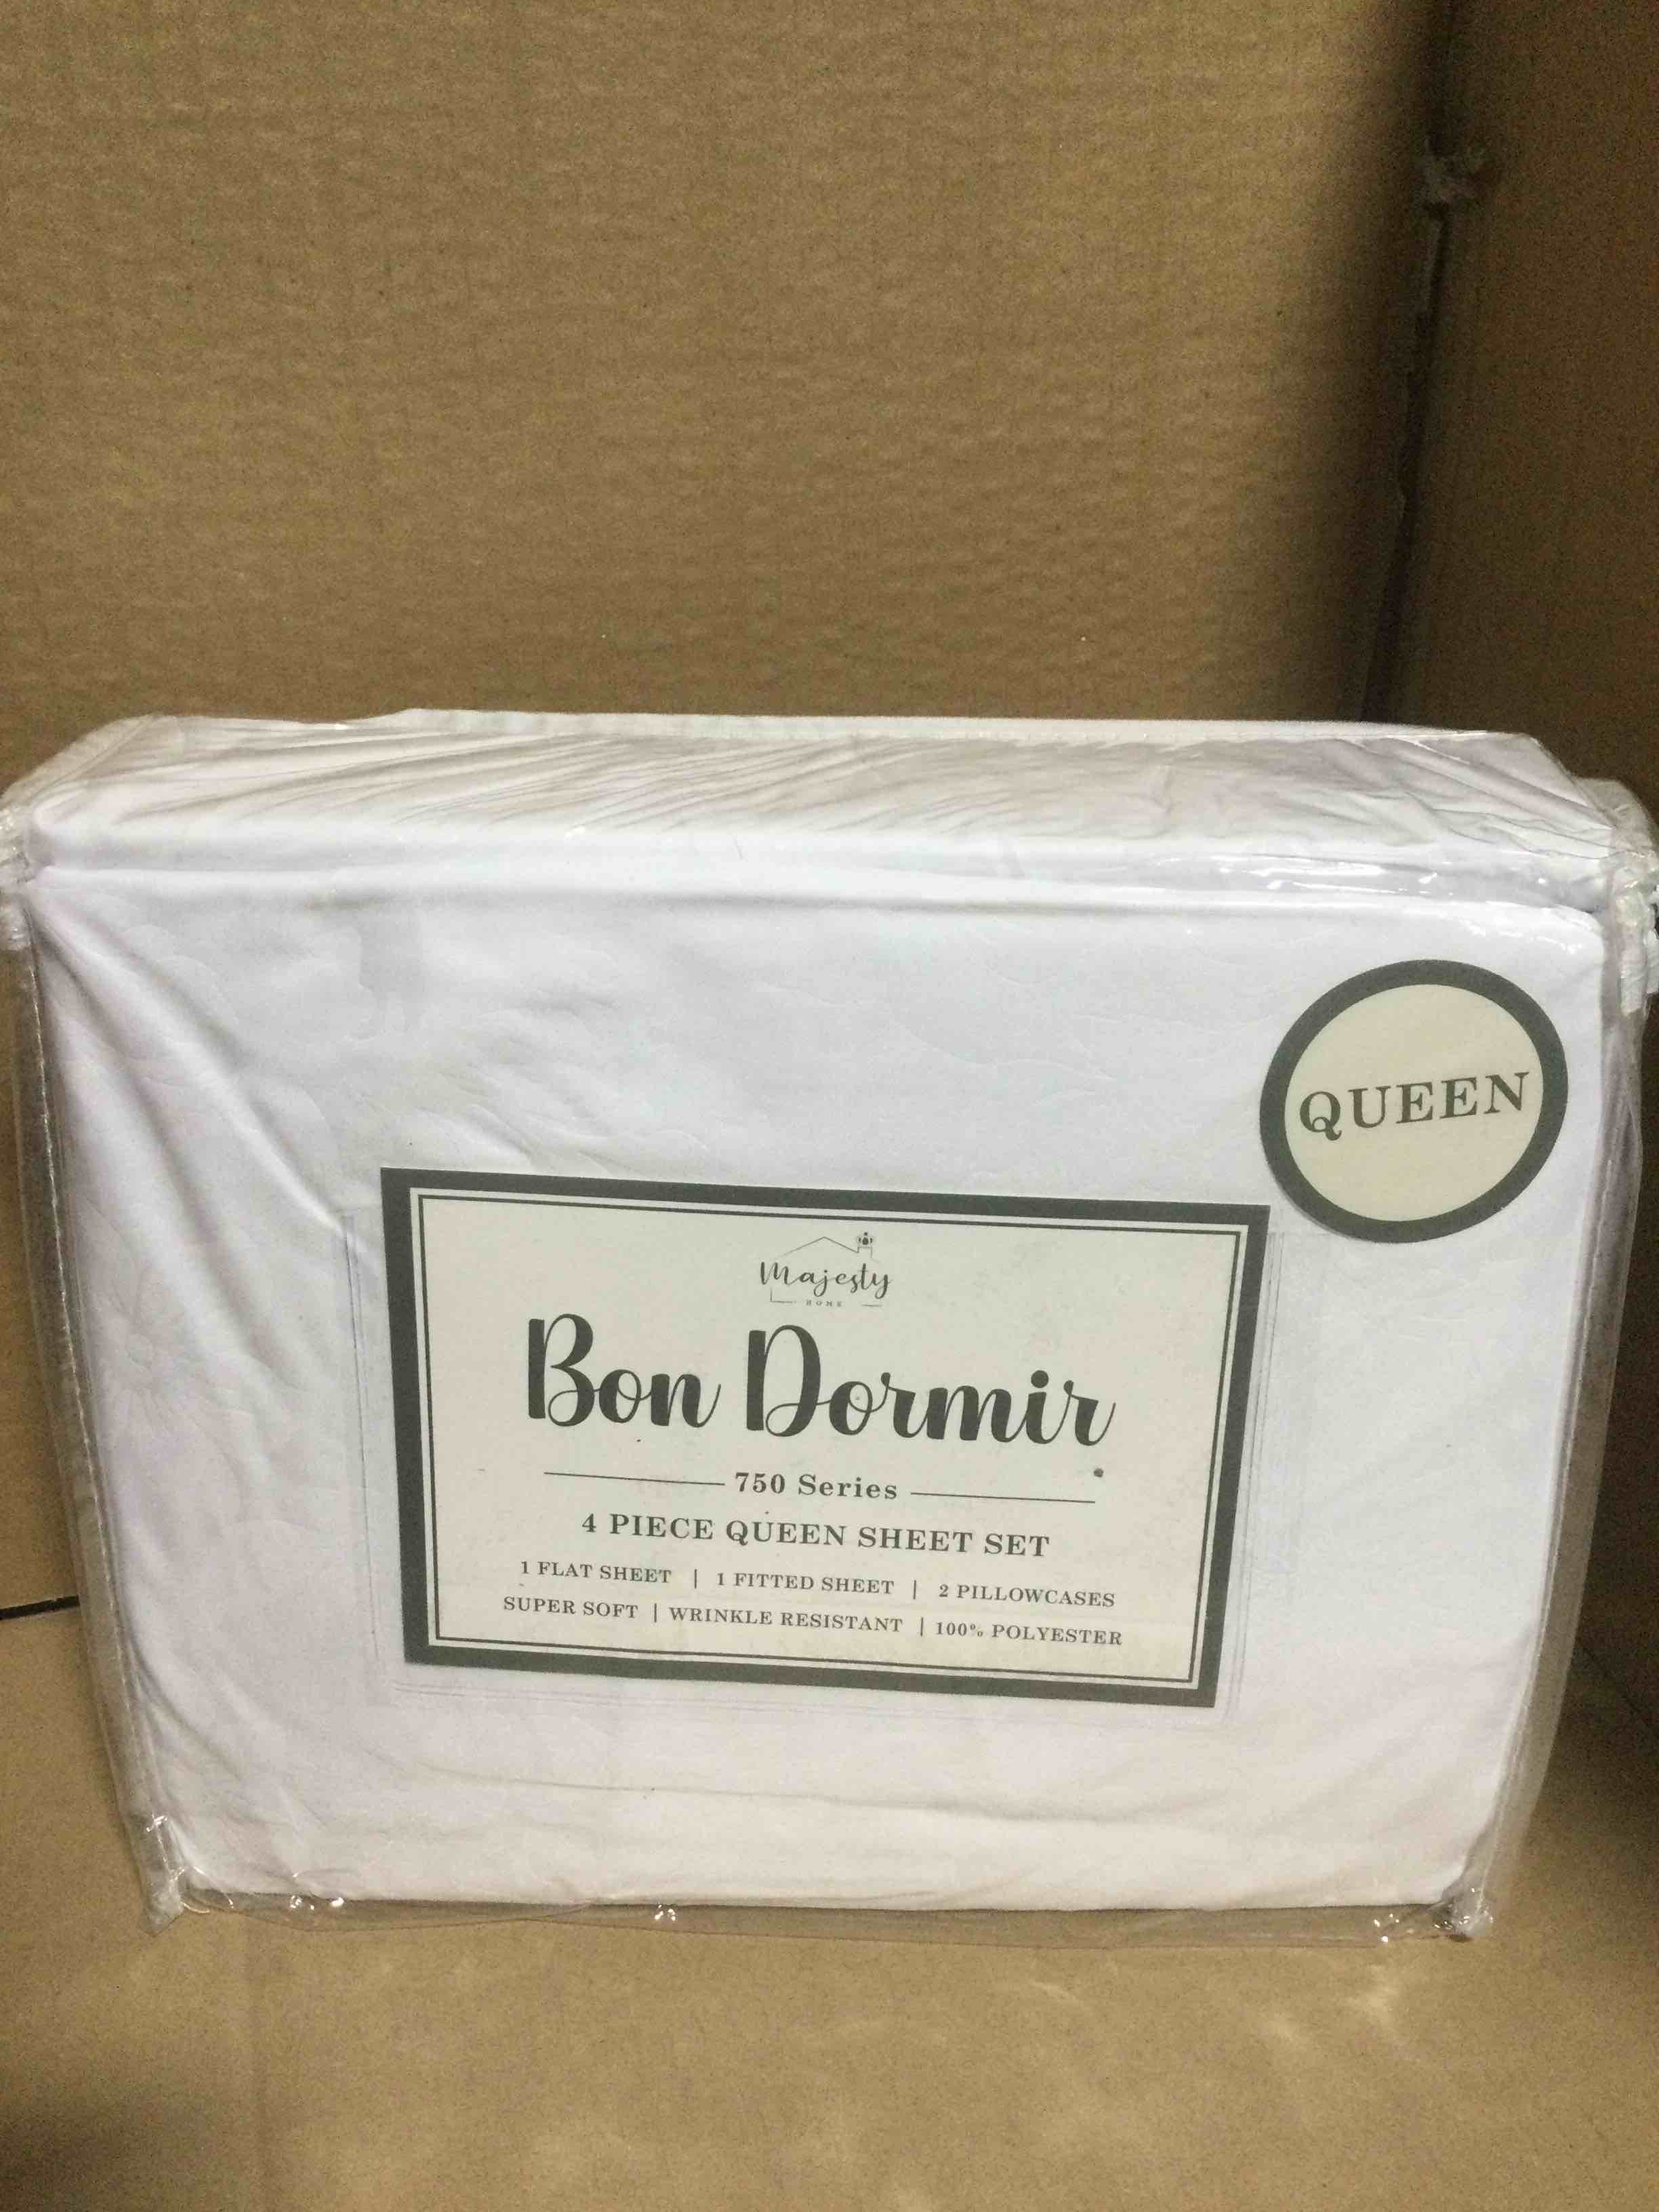 QUEEN
Majesty
HOME
Bon Dormir
750 Series
4 PIECE QUEEN SHEET SET
1 FLAT SHEET | 1 FITTED SHEET | 2 PILLOWCASES
SUPER SOFT | WRINKLE RESISTANT | 100% POLYESTER